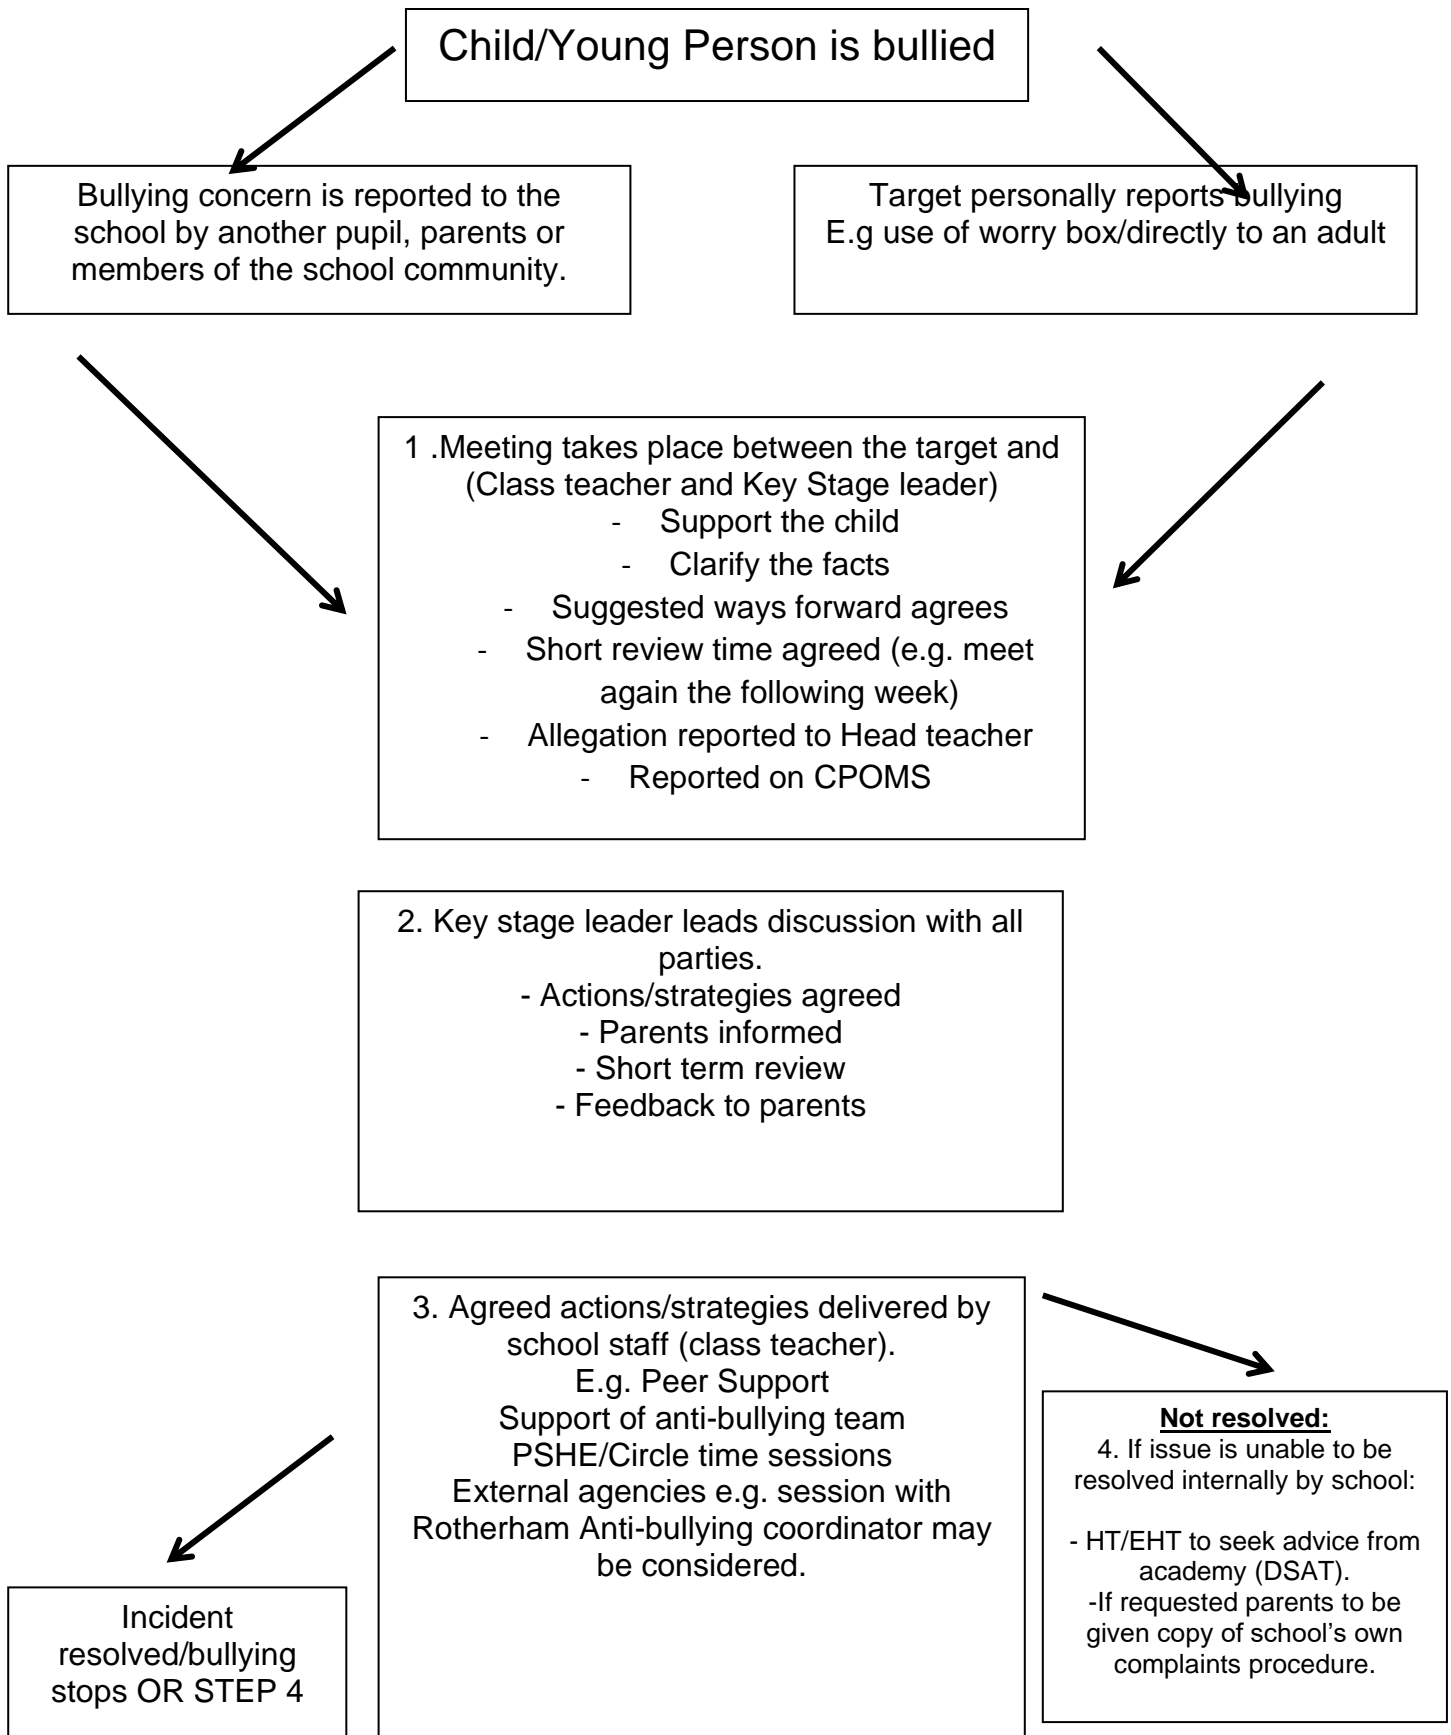 Child/Young Person is bullied
Bullying concern is reported to the
school by another pupil, parents or
members of the school community.
Target personally reports bullying
E.g use of worry box/directly to an adult
1 .Meeting takes place between the target and
(Class teacher and Key Stage leader)
- Support the child
- Clarify the facts
- Suggested ways forward agrees
- Short review time agreed (e.g. meet
again the following week)
- Allegation reported to Head teacher
- Reported on CPOMS
2. Key stage leader leads discussion with all
parties.
- Actions/strategies agreed
- Parents informed
- Short term review
- Feedback to parents
3. Agreed actions/strategies delivered by
school staff (class teacher).
E.g. Peer Support
Support of anti-bullying team
PSHE/Circle time sessions
External agencies e.g. session with
Rotherham Anti-bullying coordinator may
be considered.
Not resolved:
4. If issue is unable to be
resolved internally by school:
- HT/EHT to seek advice from
academy (DSAT).
-If requested parents to be
given copy of school’s own
complaints procedure.
Incident
resolved/bullying
stops OR STEP 4